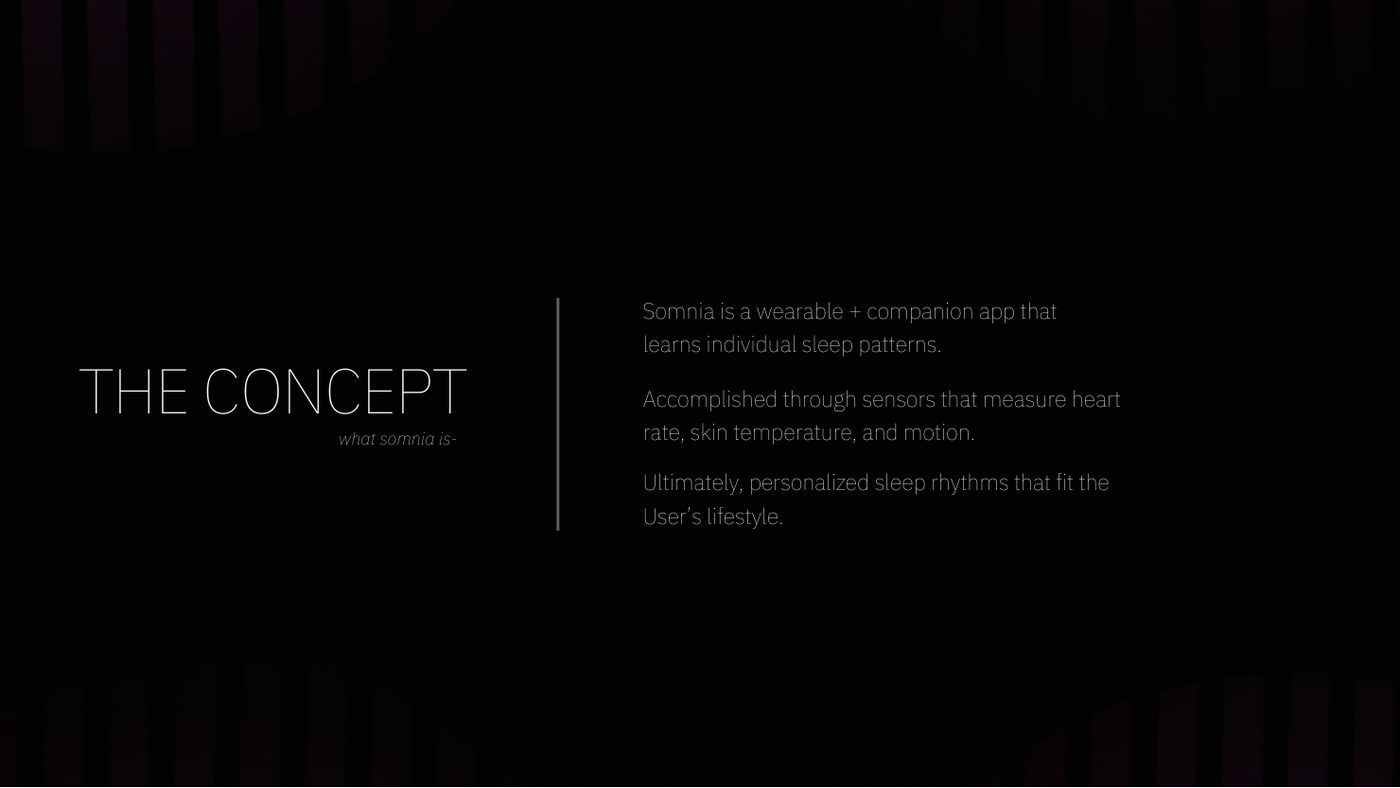 THE CONCEPT
what somnia is-
Somnia is a wearable + companion app that
learns individual sleep patterns.
Accomplished through sensors that measure heart
rate, skin temperature, and motion.
Ultimately, personalized sleep rhythms that fit the
User’s lifestyle.